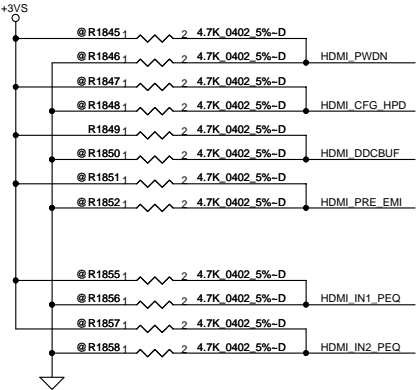 +3VS
@R1845 1 2 4.7K_0402_5%~D
@R1846 1 2 4.7K_0402_5%~D HDMI_PWDN
@R1847 1 2 4.7K_0402_5%~D
@R1848 1 2 4.7K_0402_5%~D HDMI_CFG_HPD
R1849 1 2 4.7K_0402_5%~D
@R1850 1 2 4.7K_0402_5%~D HDMI_DDCBUF
@R1851 1 2 4.7K_0402_5%~D
@R1852 1 2 4.7K_0402_5%~D HDMI_PRE_EMI
@R1855 1 2 4.7K_0402_5%~D
@R1856 1 2 4.7K_0402_5%~D HDMI_IN1_PEQ
@R1857 1 2 4.7K_0402_5%~D
@R1858 1 2 4.7K_0402_5%~D HDMI_IN2_PEQ